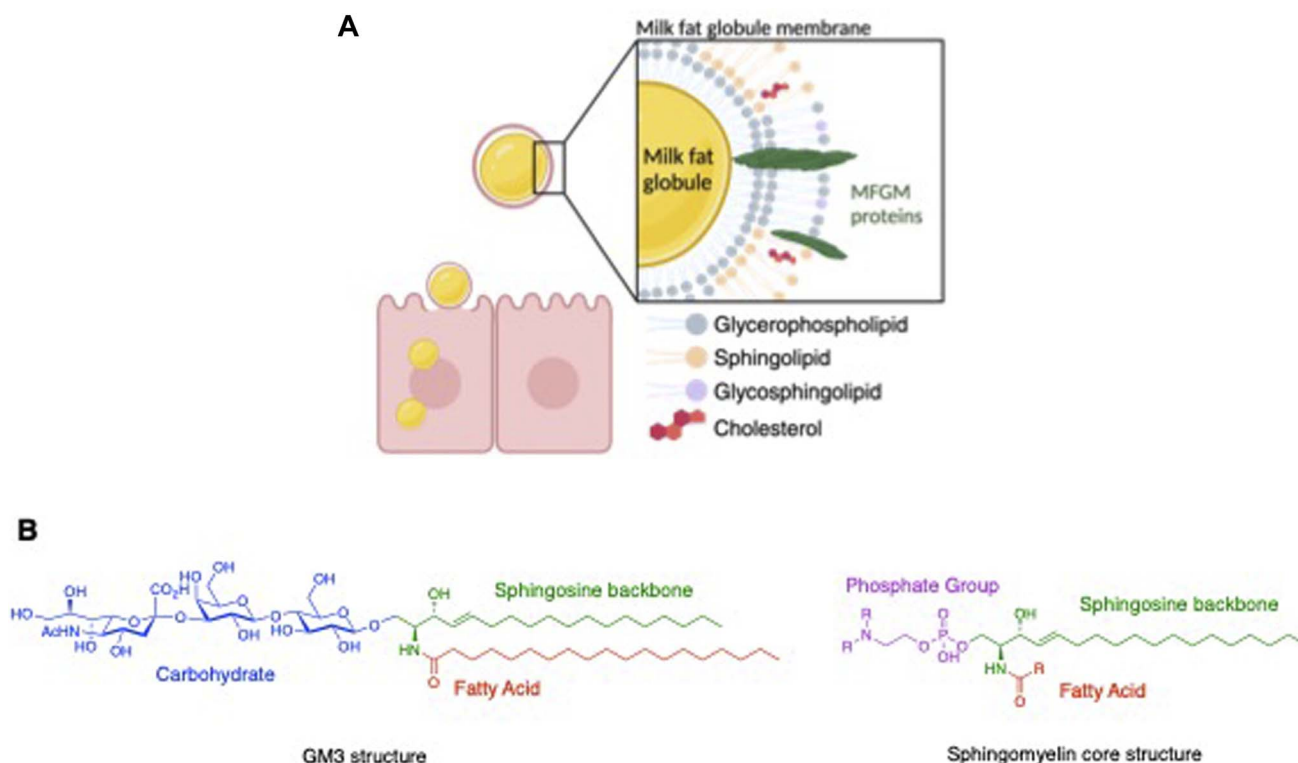 A
Milk fat globule membrane
Milk fat
globule
MFGM
proteins
Glycerophospholipid
Sphingolipid
Glycosphingolipid
Cholesterol
B
OH
HO
AcHN
HO
OH
CO₂H
O
O
HO
OH
O
OH
O
OH
O
HO
OH
O
OH
HN
O
Sphingosine backbone
Carbohydrate
Fatty Acid
GM3 structure
Phosphate Group
R
N
R
O
O
P
OH
O
OH
HN
R
O
Sphingosine backbone
Fatty Acid
Sphingomyelin core structure